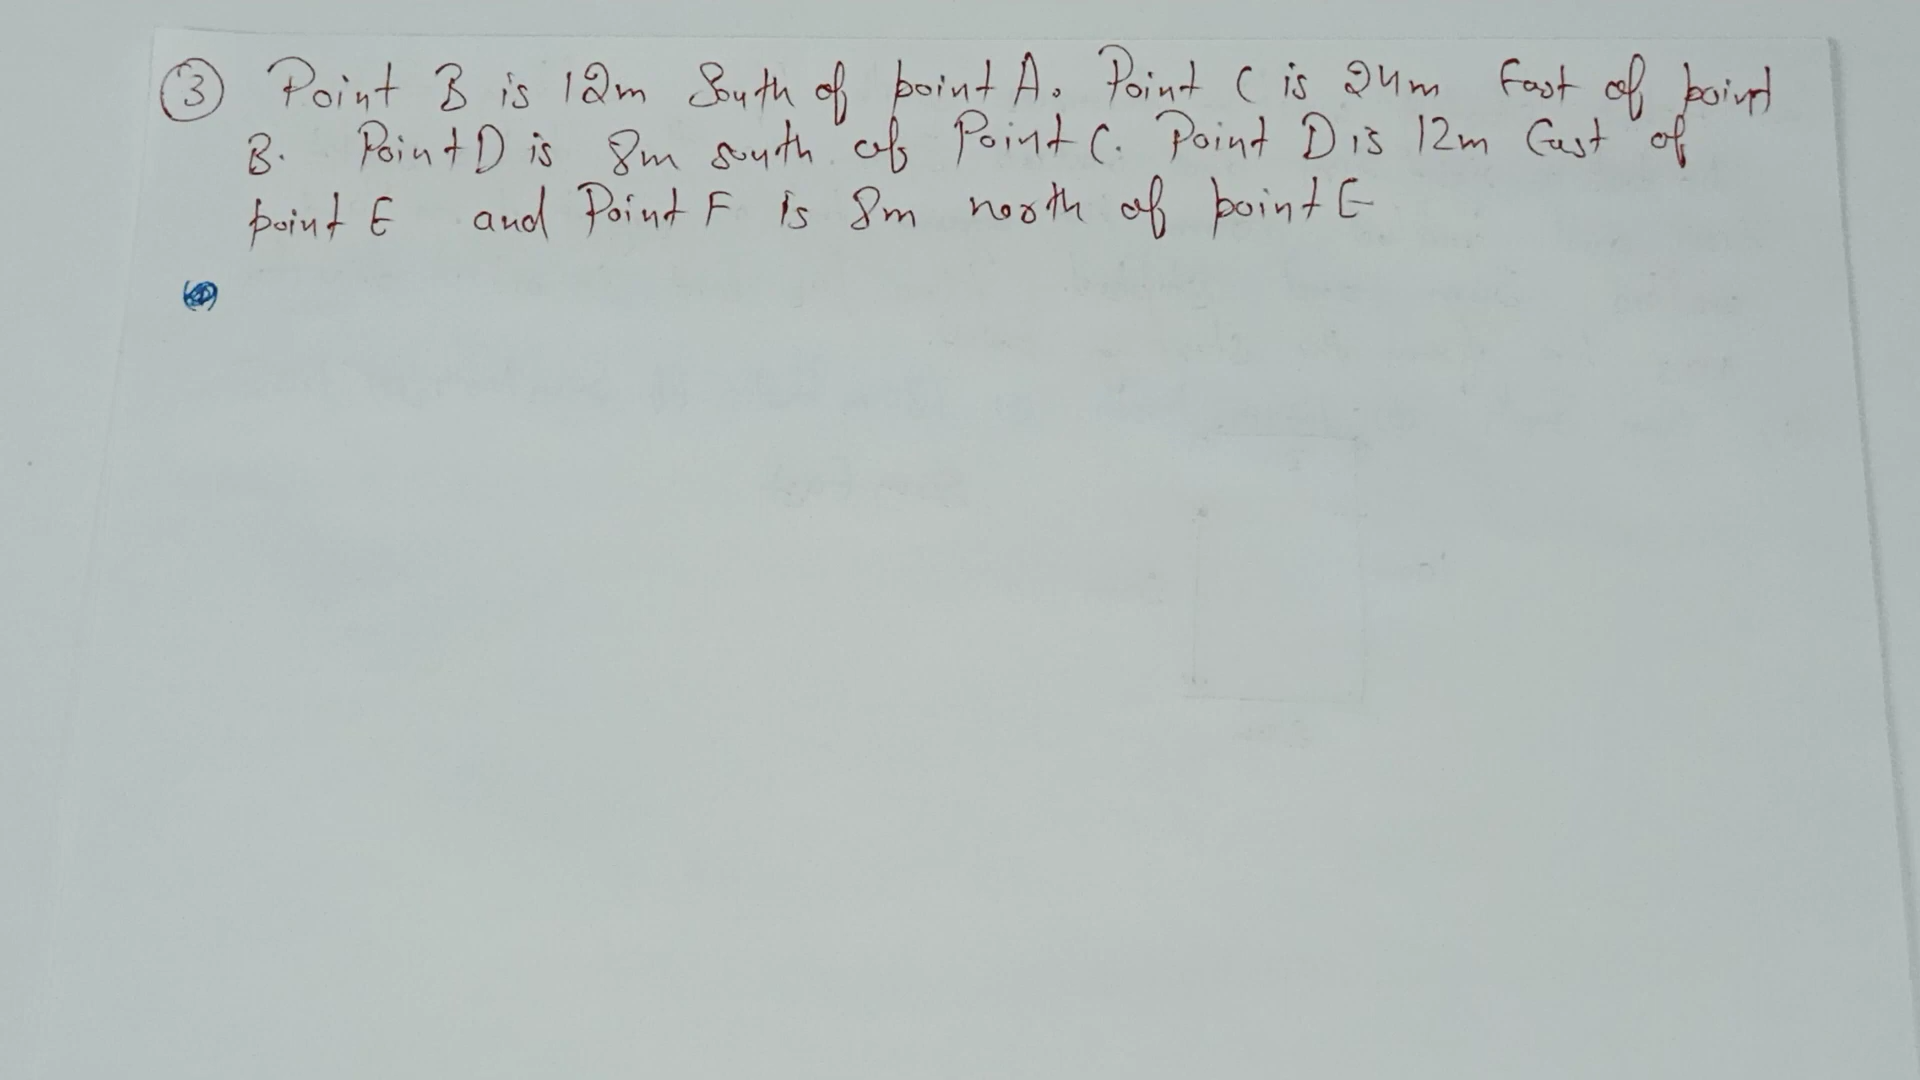 3 Point B is 12m South of point A. Point C is 24m East of point
B. Point D is 8m south of Point C. Point D is 12m East of
point E and Point F is 8m north of point E